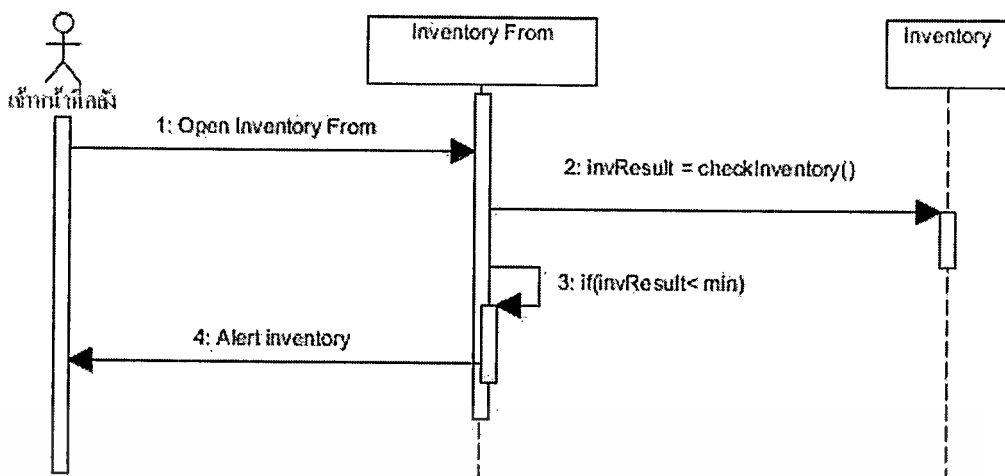 Inventory From
Inventory
เจ้าหน้าที่คลัง
1: Open Inventory From
2: invResult = checkInventory()
3: if(invResult< min)
4: Alert inventory